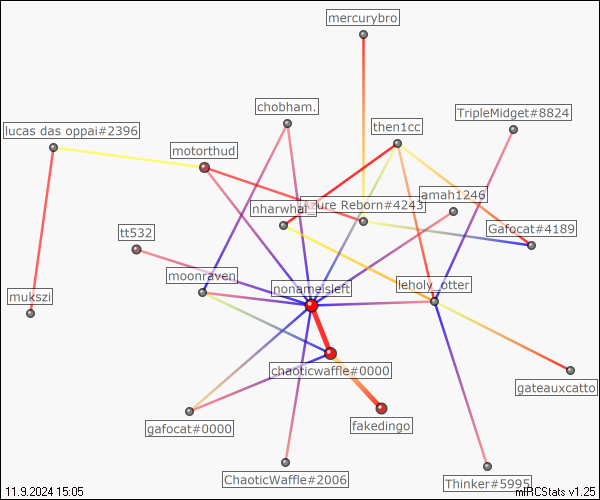 mercurybro
chobham.
TripleMidget#8824
lucas das oppai#2396
then1cc
motorthud
amah1246
nharwhal_
ure Reborn#4243
Gafocat#4189
tt532
moonraven
nonameisleft
leholy_otter
mukszi
chaoticwaffle#0000
gateauxcatto
fakedingo
gafocat#0000
ChaoticWaffle#2006
Thinker#5995
11.9.2024 15:05
mIRCStats v1.25